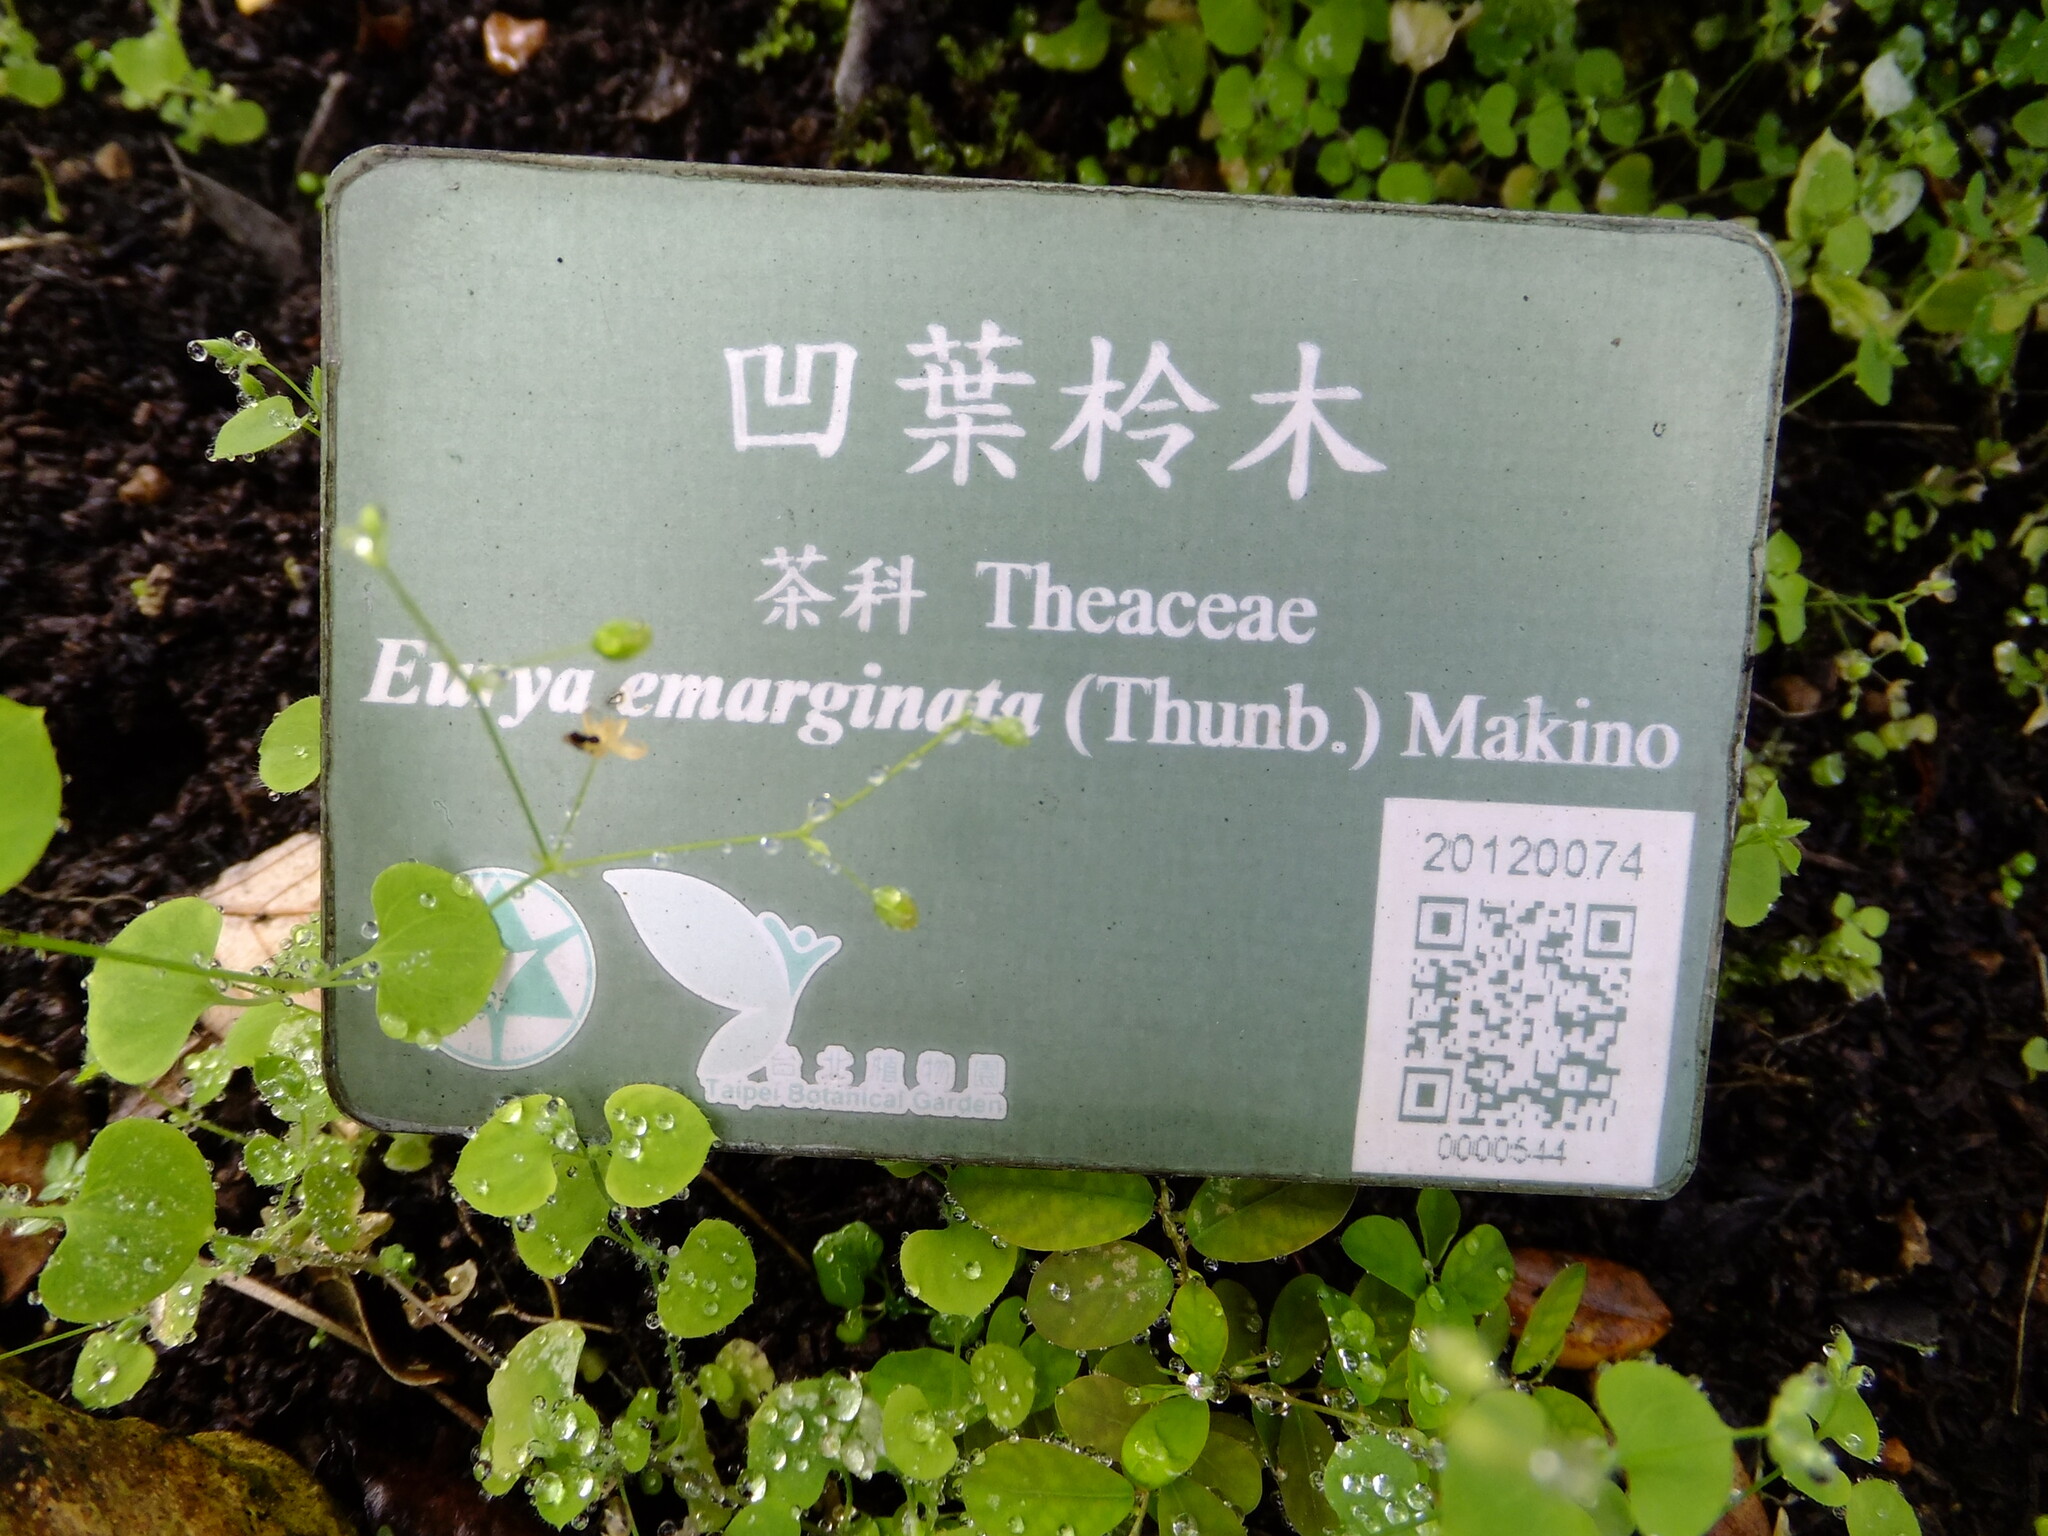 凹葉柃木
茶科 Theaceae
Eurya emarginata (Thunb.) Makino
20120074
台北植物園
Taipei Botanical Garden
0000544